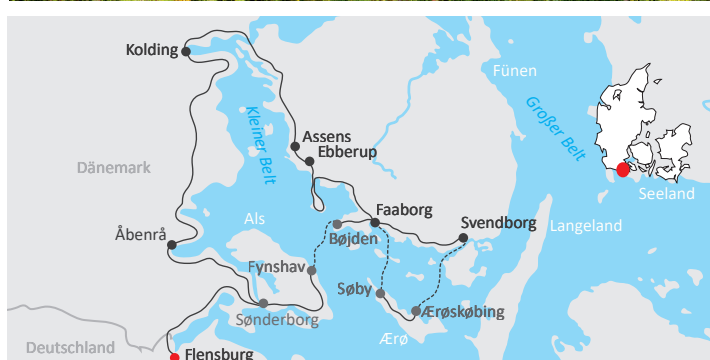 Kolding
Fünen
Großer Belt
Kleiner Belt
Assens
Ebberup
Dänemark
Seeland
Als
Faaborg
Svendborg
Langeland
Åbenrå
Bøjden
Fynshav
Søby
Ærøskøbing
Sønderborg
Ærø
Deutschland
Flensburg